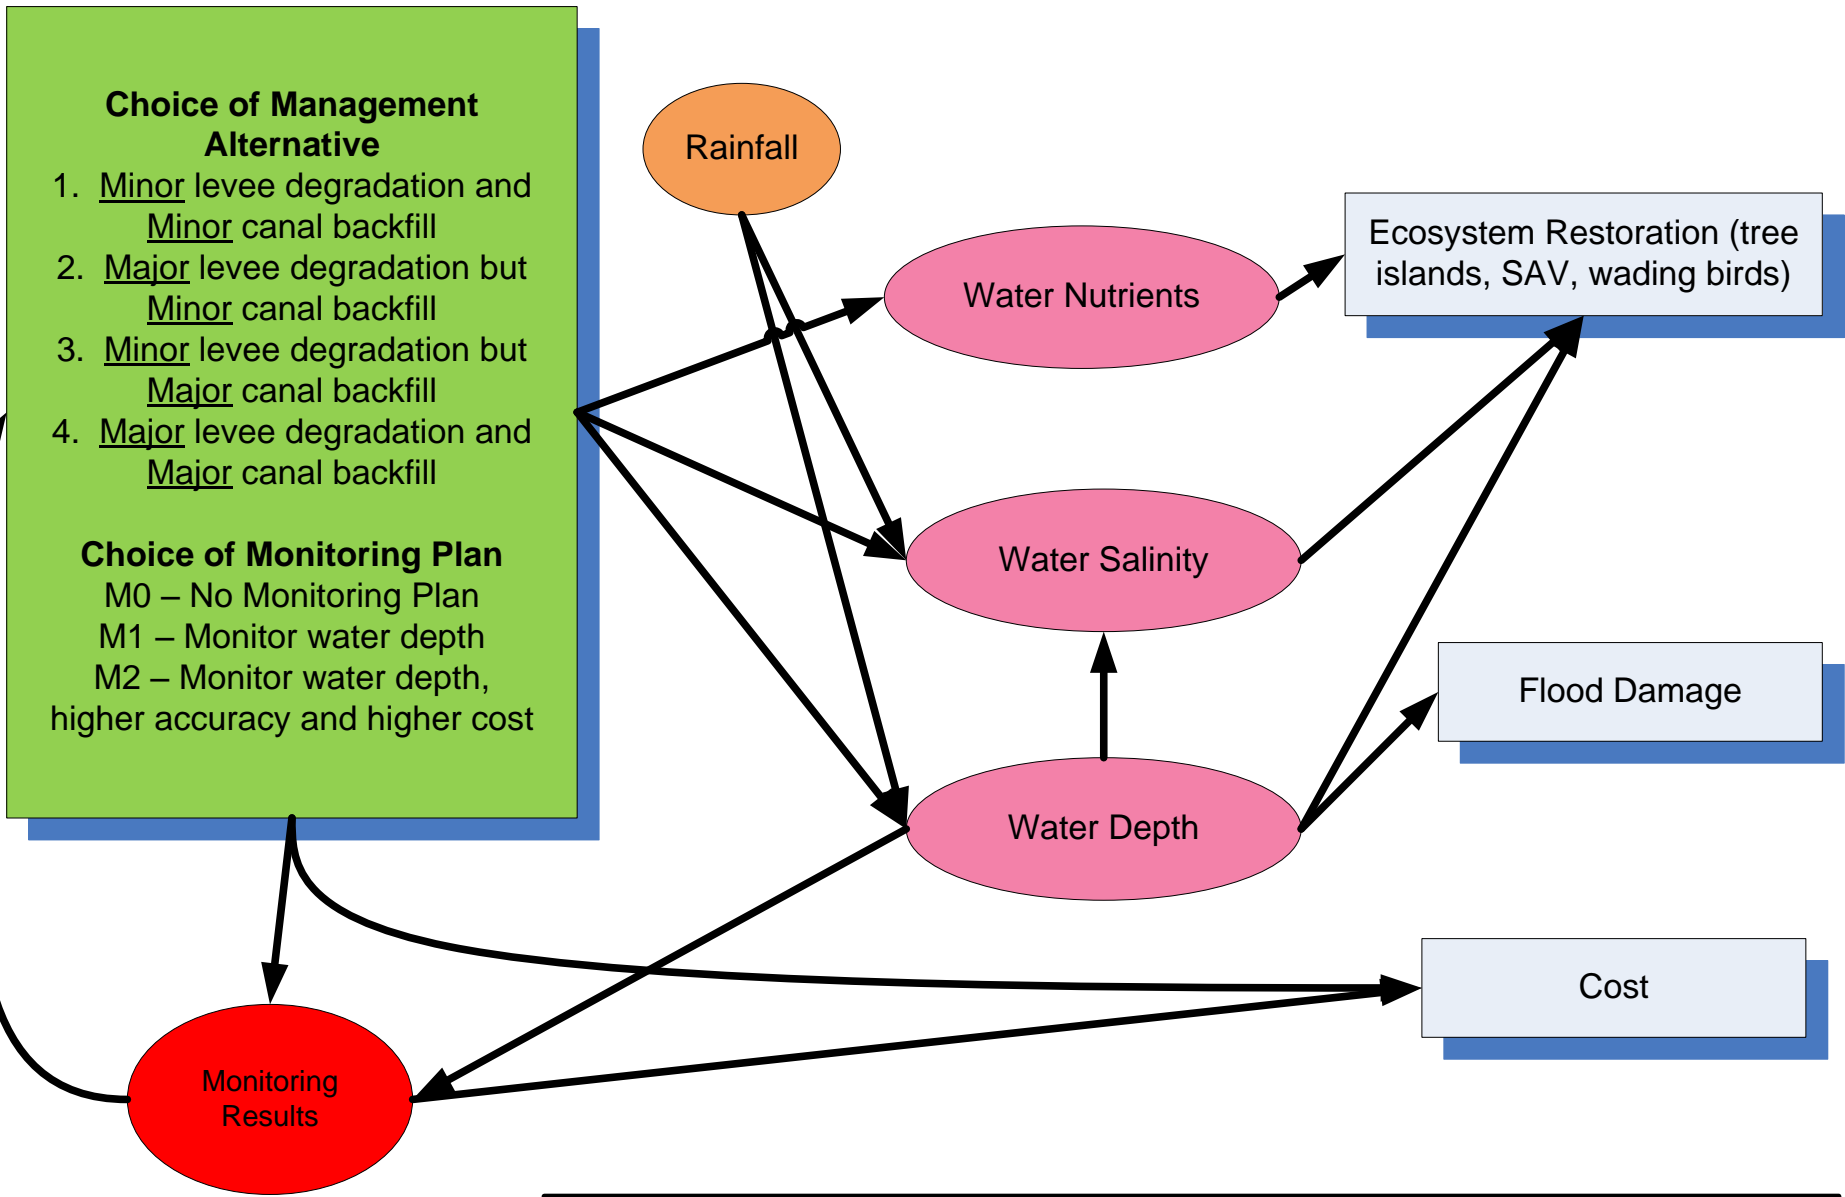 Choice of Management
Alternative
1. Minor levee degradation and
Minor canal backfill
2. Major levee degradation but
Minor canal backfill
3. Minor levee degradation but
Major canal backfill
4. Major levee degradation and
Major canal backfill
Choice of Monitoring Plan
M0 – No Monitoring Plan
M1 – Monitor water depth
M2 – Monitor water depth,
higher accuracy and higher cost
Rainfall
Water Nutrients
Water Salinity
Water Depth
Ecosystem Restoration (tree
islands, SAV, wading birds)
Flood Damage
Cost
Monitoring
Results